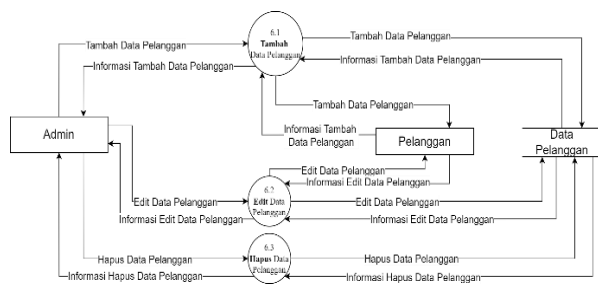 6.1
Tambah
Data Pelanggan
Tambah Data Pelanggan
Tambah Data Pelanggan
Informasi Tambah Data Pelanggan
Informasi Tambah Data Pelanggan
Tambah Data Pelanggan
Admin
Informasi Tambah
Data Pelanggan
Pelanggan
Data
Pelanggan
Edit Data Pelanggan
Informasi Edit Data Pelanggan
6.2
Edit Data
Pelanggan
Edit Data Pelanggan
Edit Data Pelanggan
Informasi Edit Data Pelanggan
Informasi Edit Data Pelanggan
6.3
Hapus Data
Pelanggan
Hapus Data Pelanggan
Hapus Data Pelanggan
Informasi Hapus Data Pelanggan
Informasi Hapus Data Pelanggan